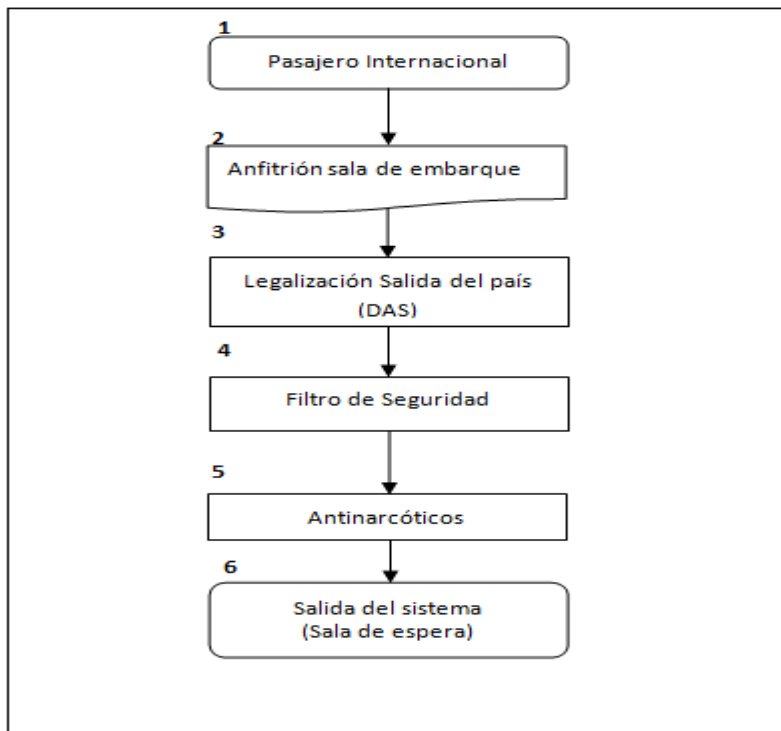 1
Pasajero Internacional
2
Anfitrión sala de embarque
3
Legalización Salida del país
(DAS)
4
Filtro de Seguridad
5
Antinarcóticos
6
Salida del sistema
(Sala de espera)